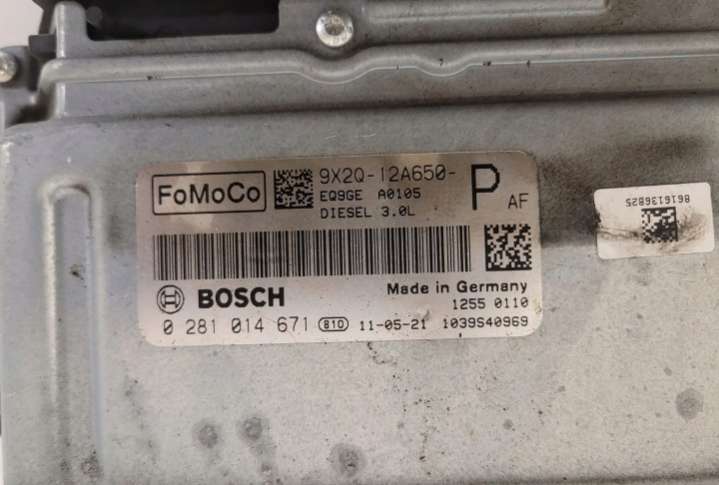 FoMoCo
9X2Q-12A650- P AF
EQ9GE A0105
DIESEL 3.0L
BOSCH
Made in Germany
1255 0110
0 281 014 671 810 11-05-21 1039S40969
8616136825